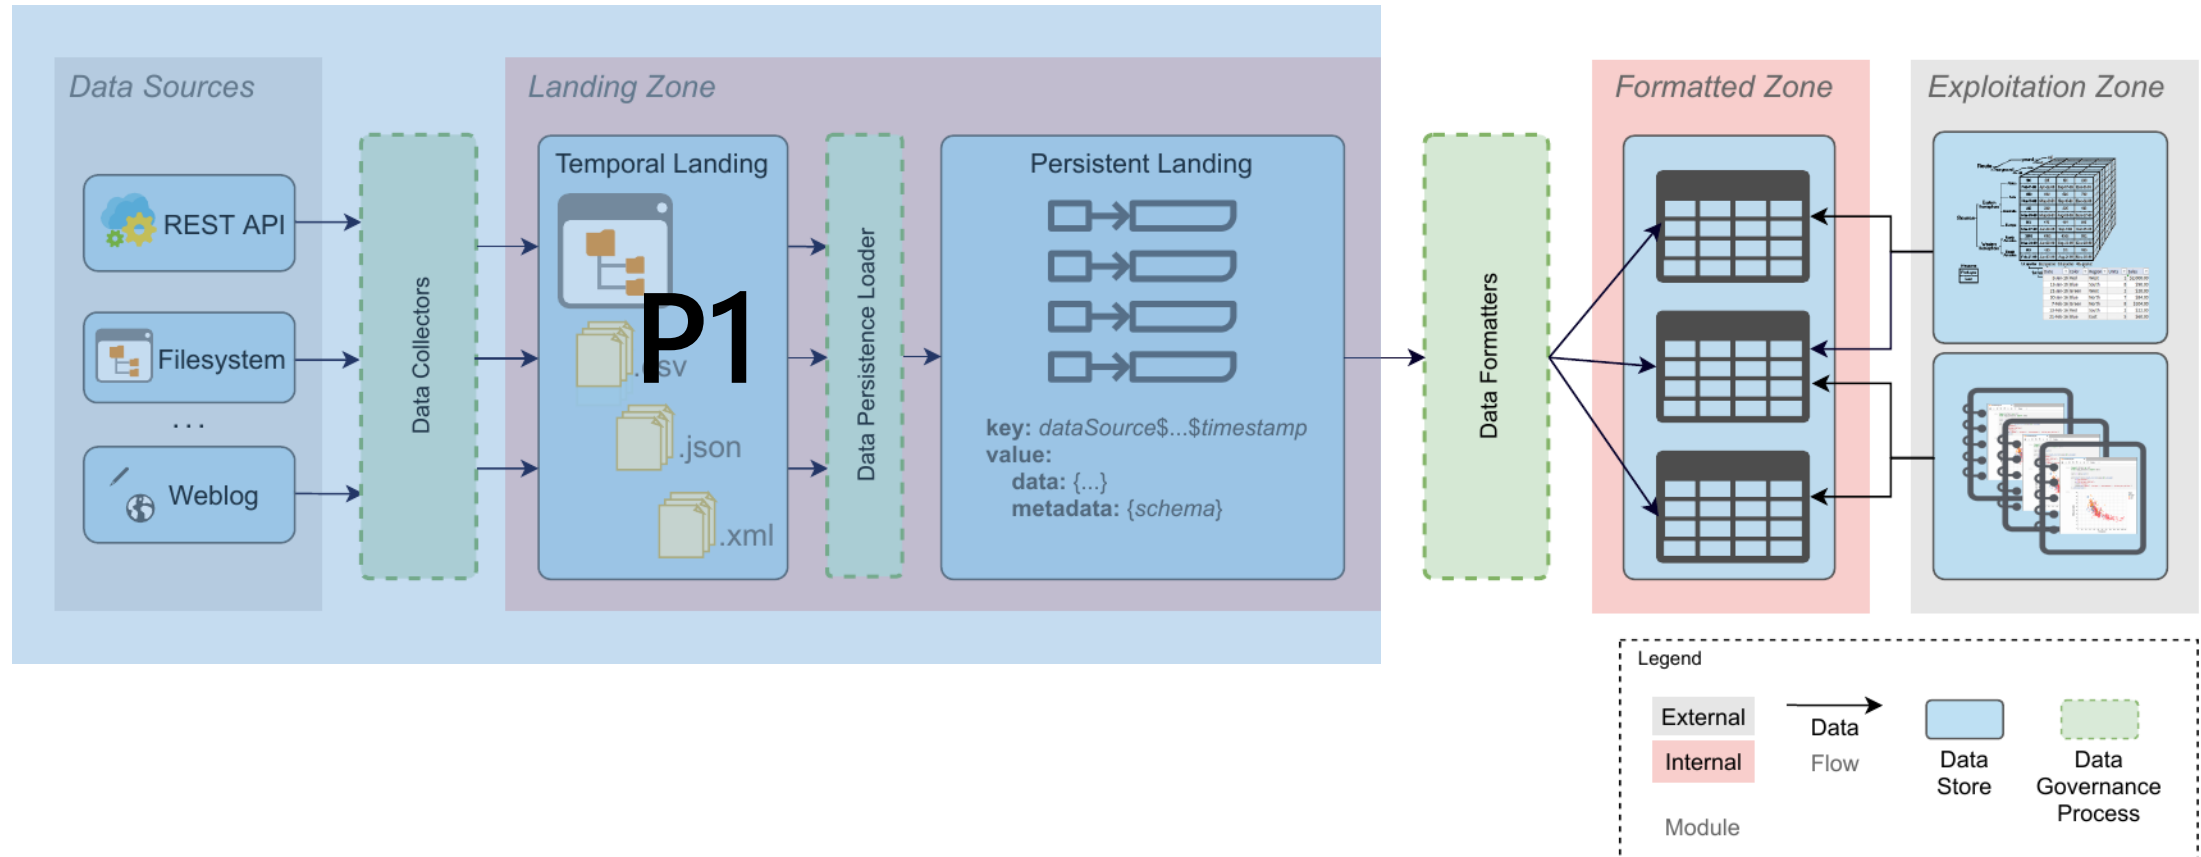 Data Sources
REST API
Filesystem
...
Weblog
Data Collectors
Landing Zone
Temporal Landing
P1
.csv
.json
.xml
Data Persistence Loader
Persistent Landing
key: dataSource$...$timestamp
value:
data: {...}
metadata: {schema}
Data Formatters
Formatted Zone
Exploitation Zone
Legend
External
Internal
Module
Data
Flow
Data
Store
Data
Governance
Process